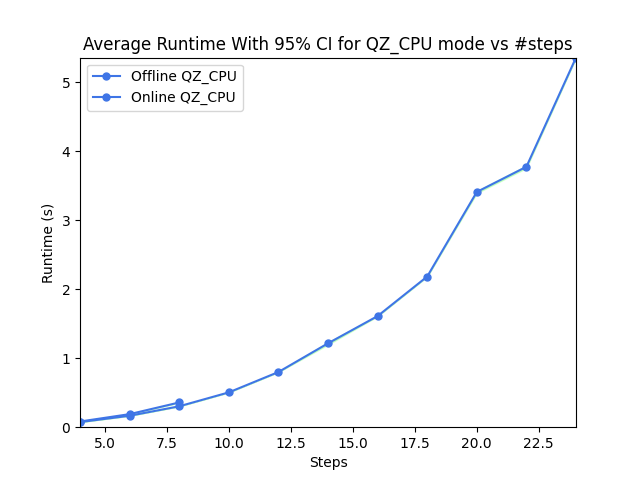 Average Runtime With 95% CI for QZ_CPU mode vs #steps
Offline QZ_CPU
Online QZ_CPU
Runtime (s)
5
4
3
2
1
0
5.0 7.5 10.0 12.5 15.0 17.5 20.0 22.5
Steps